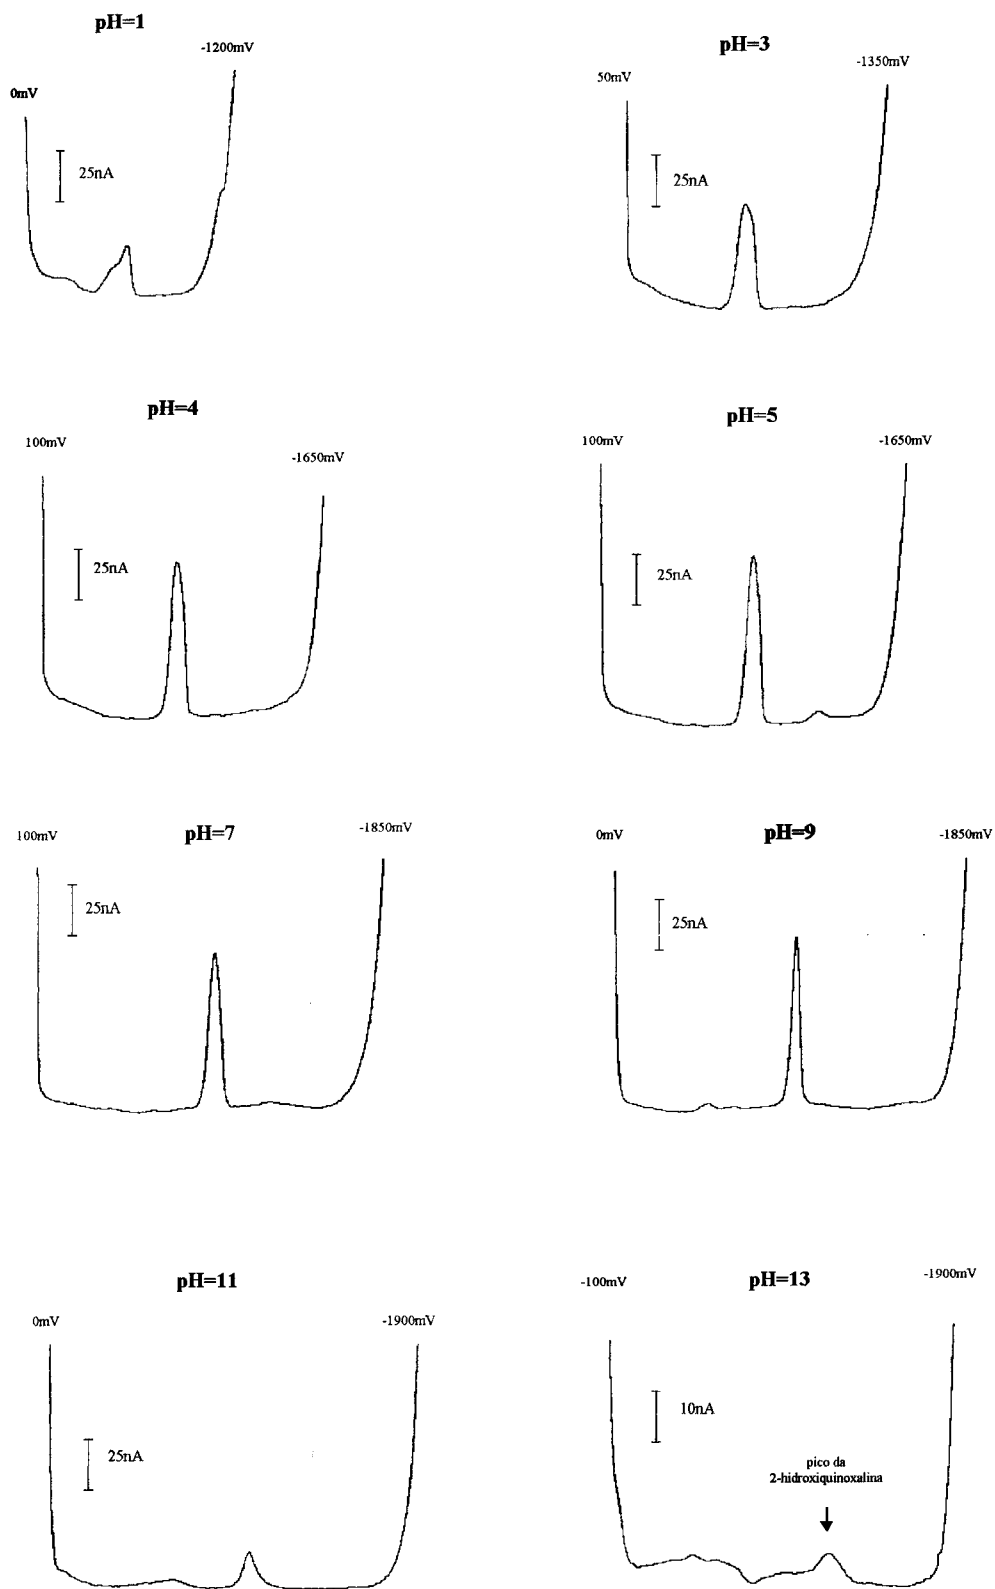 pH=1
-1200mV
0mV
25nA
pH=3
50mV
-1350mV
25nA
pH=4
100mV
-1650mV
25nA
pH=5
100mV
-1650mV
25nA
pH=7
100mV
-1850mV
25nA
pH=9
0mV
-1850mV
25nA
pH=11
0mV
-1900mV
25nA
pH=13
-100mV
-1900mV
10nA
pico da
2-hidroxiquinoxalina